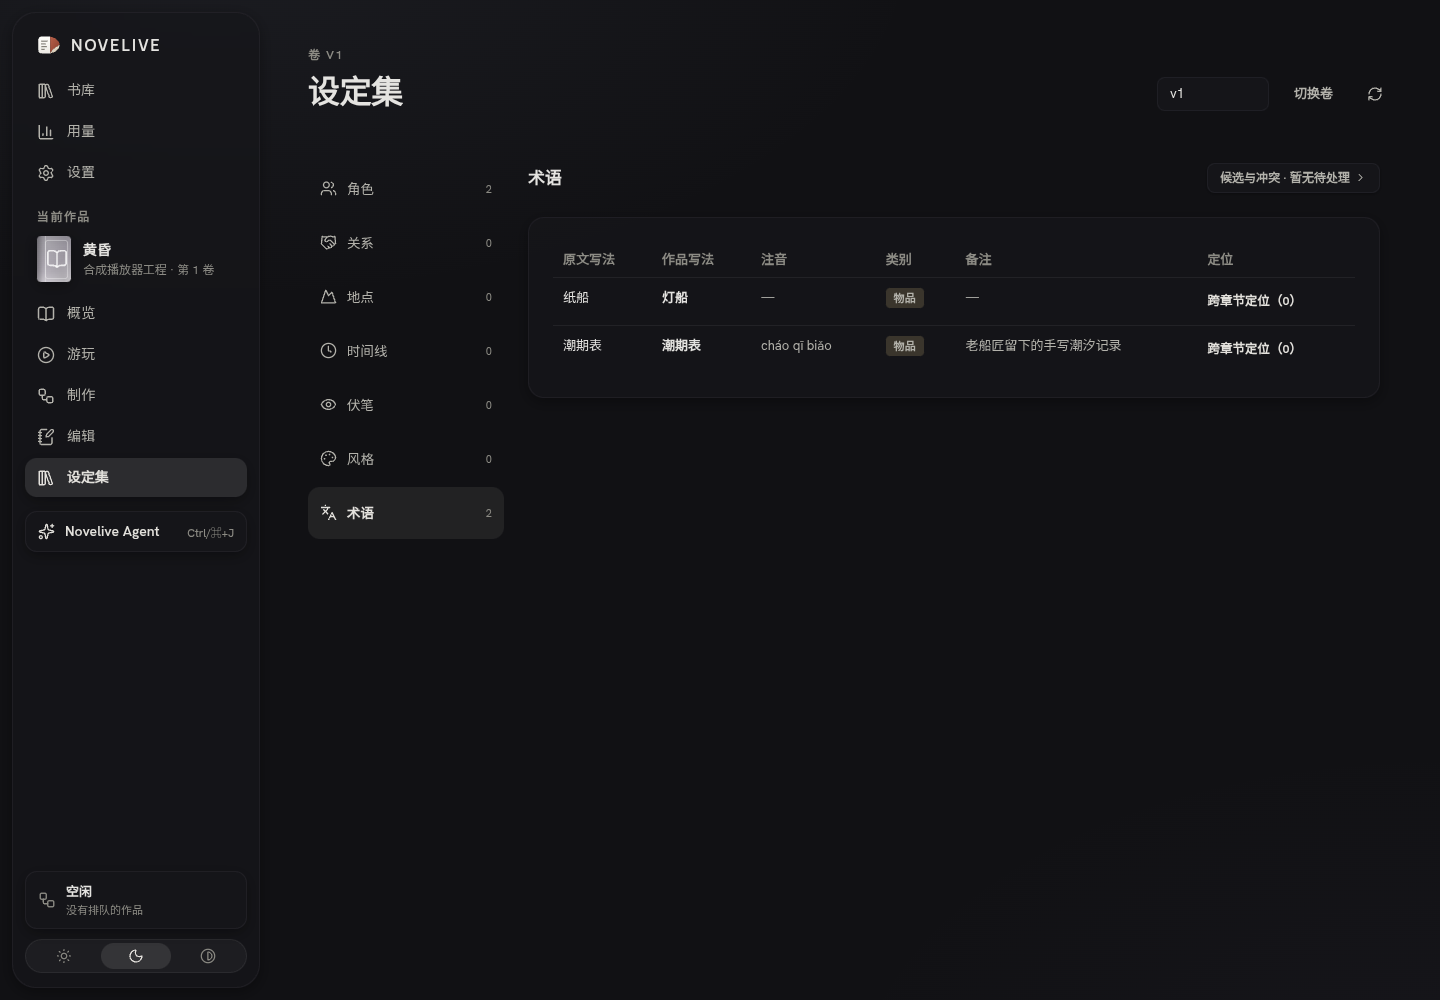 NOVELIVE
书库
用量
设置
当前作品
黄昏
合成播放器工程 · 第 1 卷
概览
游玩
制作
编辑
设定集
Novelive Agent Ctrl/⌘+J
空闲
没有排队的作品
卷 V1
设定集
v1 切换卷
角色 2
关系 0
地点 0
时间线 0
伏笔 0
风格 0
术语 2
术语 候选与冲突 · 暂无待处理
原文写法 作品写法 注音 类别 备注 定位
纸船 灯船 — 物品 — 跨章节定位（0）
潮期表 潮期表 cháo qī biǎo 物品 老船匠留下的手写潮汐记录 跨章节定位（0）